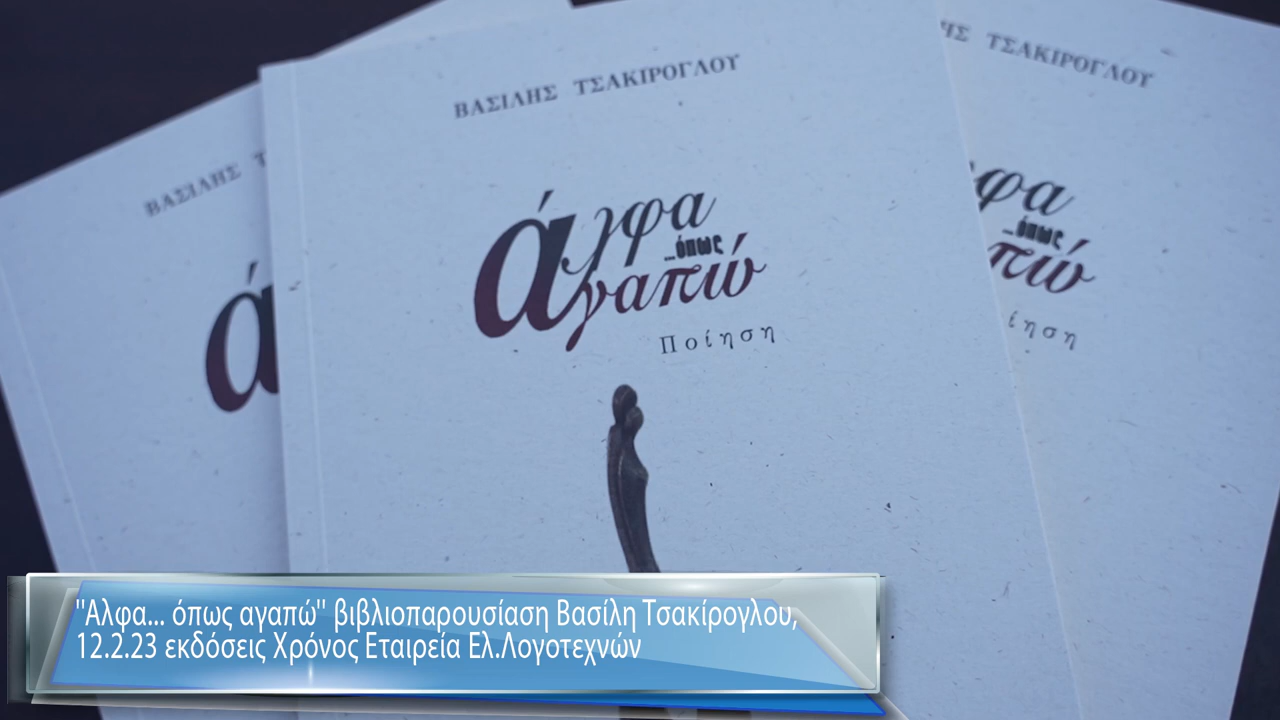 ΒΑΣΙΛΗΣ ΤΣΑΚΙΡΟΓΛΟΥ
άλφα
...όπως
αγαπώ
Ποίηση
ΒΑΣΙΛΗΣ
ά
ΤΣΑΚΙΡΟΓΛΟΥ
...όπως
"Αλφα... όπως αγαπώ" βιβλιοπαρουσίαση Βασίλη Τσακίρογλου,
12.2.23 εκδόσεις Χρόνος Εταιρεία Ελ.Λογοτεχνών